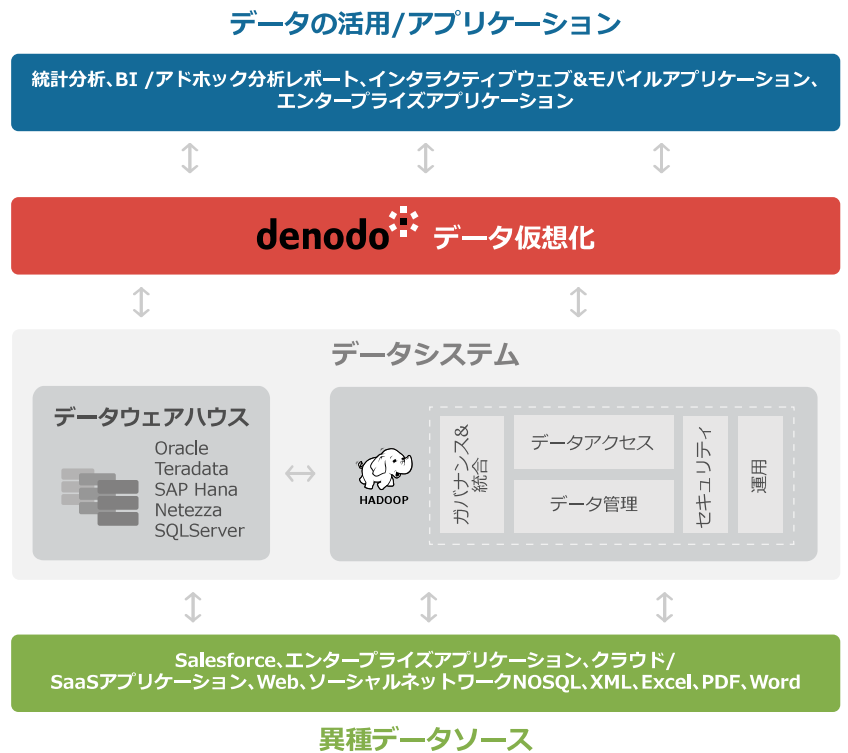 データの活用/アプリケーション
統計分析、BI /アドホック分析レポート、インタラクティブウェブ&モバイルアプリケーション、
エンタープライズアプリケーション
denodo データ仮想化
データシステム
データウェアハウス
Oracle
Teradata
SAP Hana
Netezza
SQLServer
HADOOP
ガバナンス&
統合
データアクセス
データ管理
セキュリティ
運用
Salesforce、エンタープライズアプリケーション、クラウド/
SaaSアプリケーション、Web、ソーシャルネットワークNOSQL、XML、Excel、PDF、Word
異種データソース